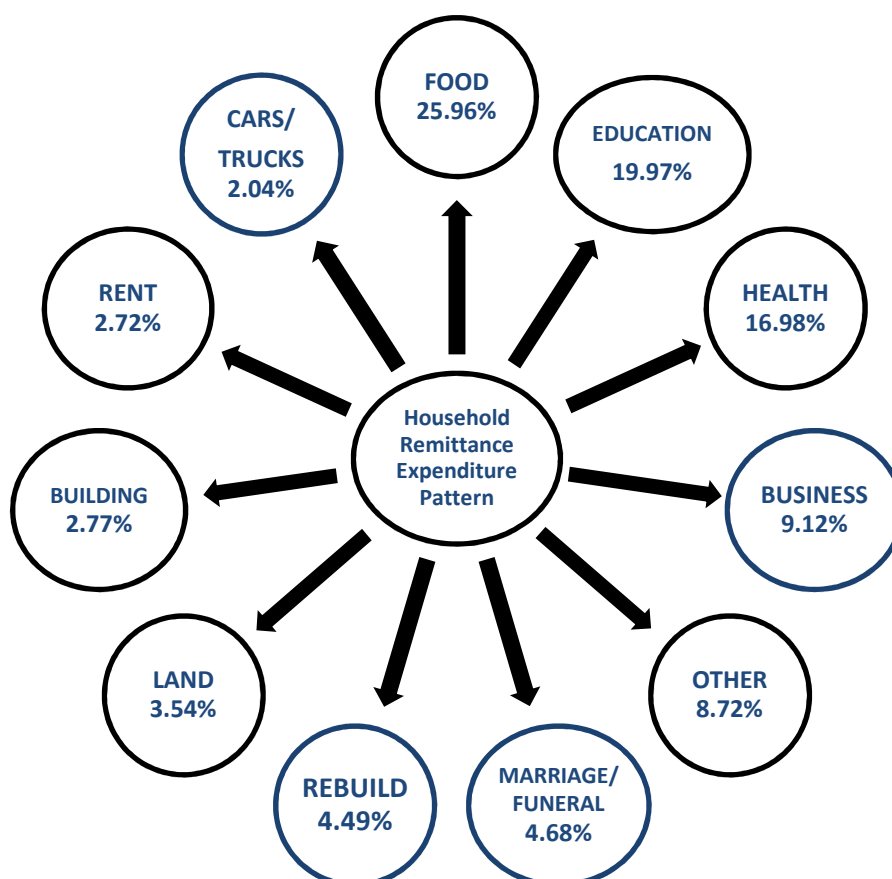 FOOD
25.96%
EDUCATION
19.97%
HEALTH
16.98%
BUSINESS
9.12%
OTHER
8.72%
MARRIAGE/
FUNERAL
4.68%
REBUILD
4.49%
LAND
3.54%
BUILDING
2.77%
RENT
2.72%
CARS/
TRUCKS
2.04%
Household
Remittance
Expenditure
Pattern